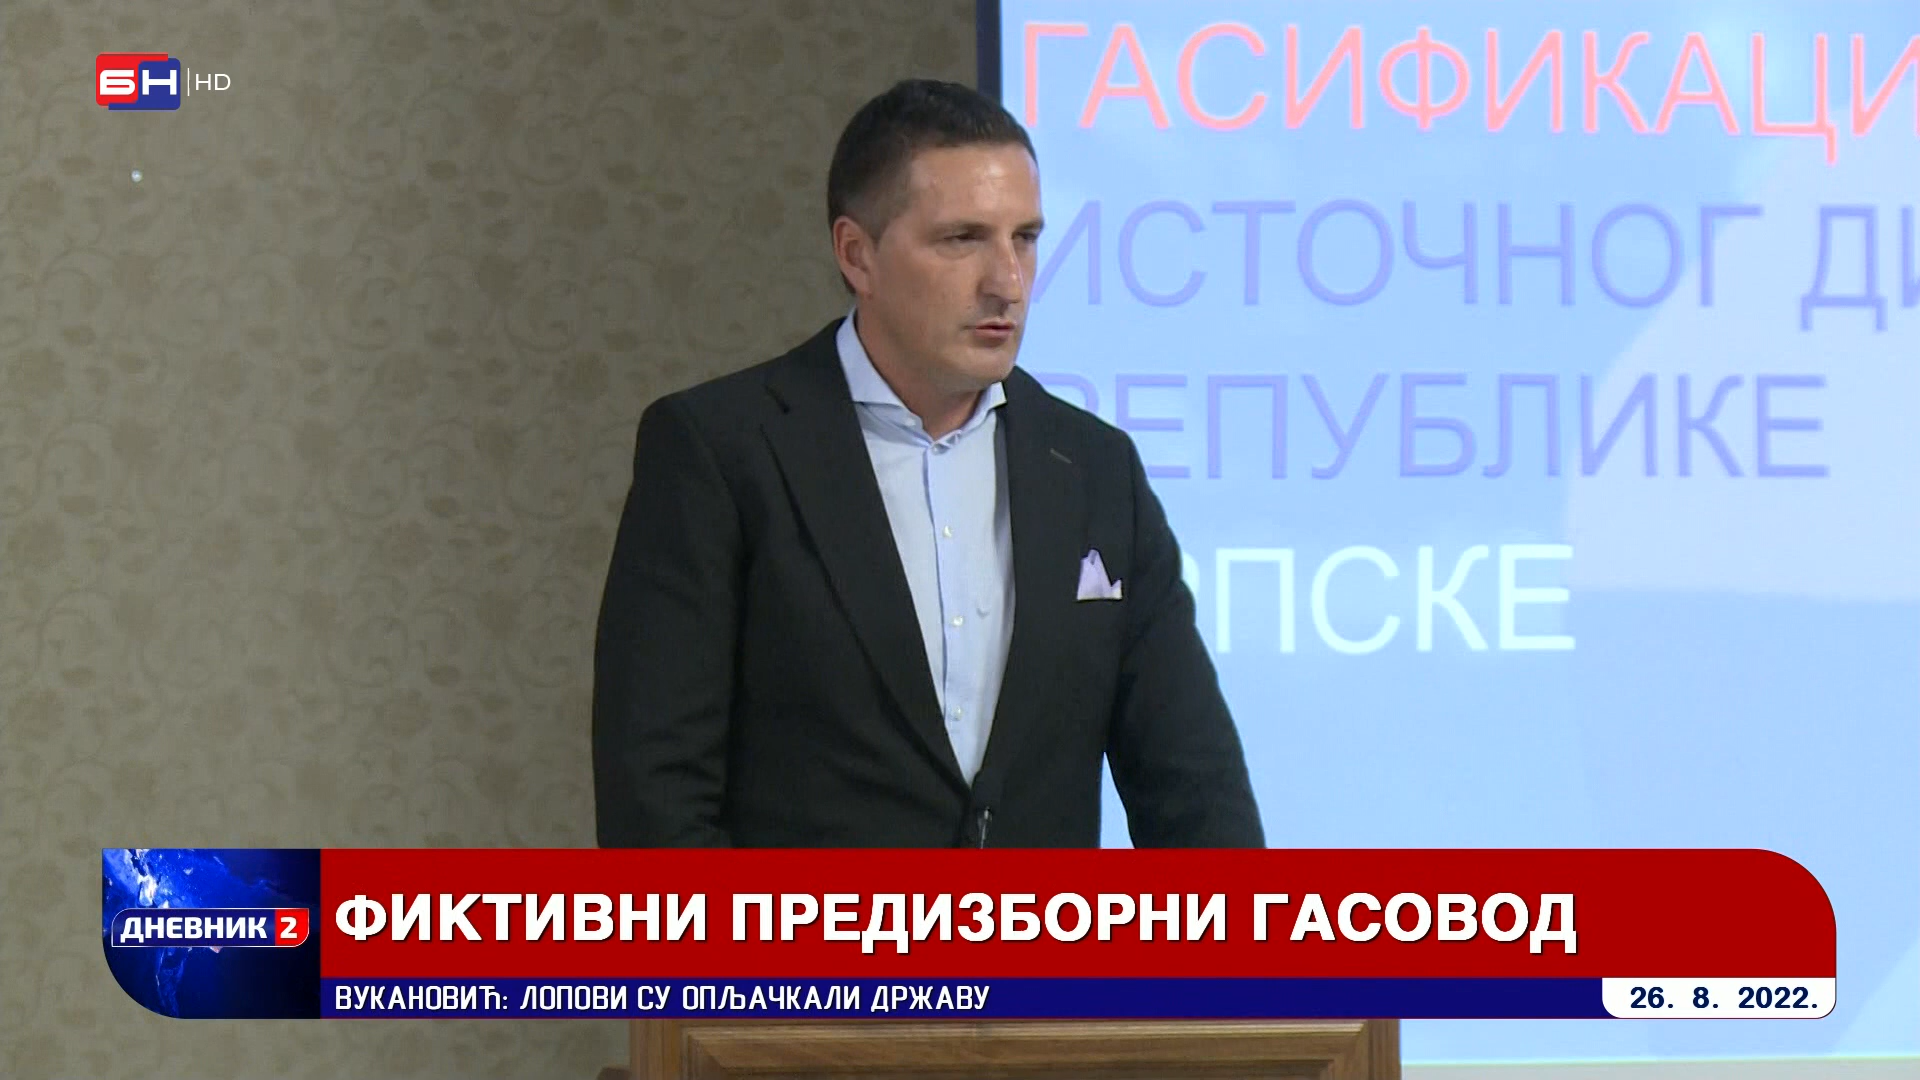 БН HD
ГАСИФИКАЦИ
ИСТОЧНОГ ДИ
РЕПУБЛИКЕ
РПСКЕ
ДНЕВНИК 2
ФИКТИВНИ ПРЕДИЗБОРНИ ГАСОВОД
ВУКАНОВИЋ: ЛОПОВИ СУ ОПЉАЧКАЛИ ДРЖАВУ
26. 8. 2022.